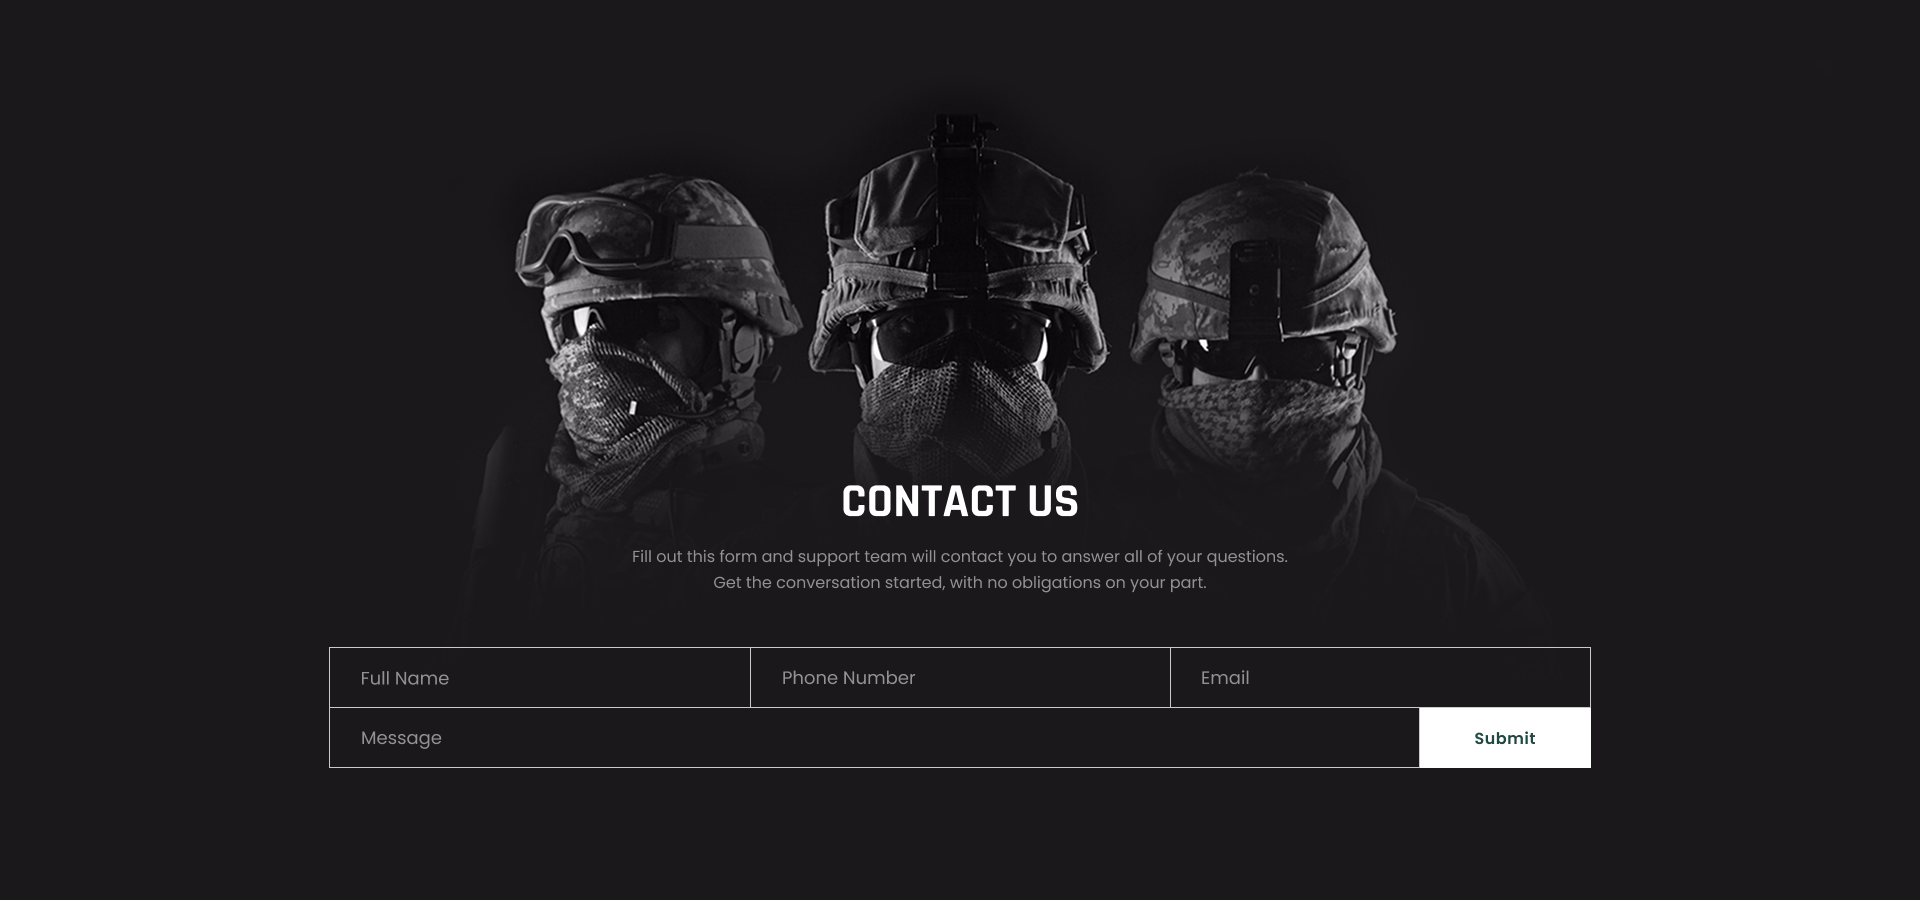 CONTACT US
Fill out this form and support team will contact you to answer all of your questions.
Get the conversation started, with no obligations on your part.
Full Name
Phone Number
Email
Message
Submit